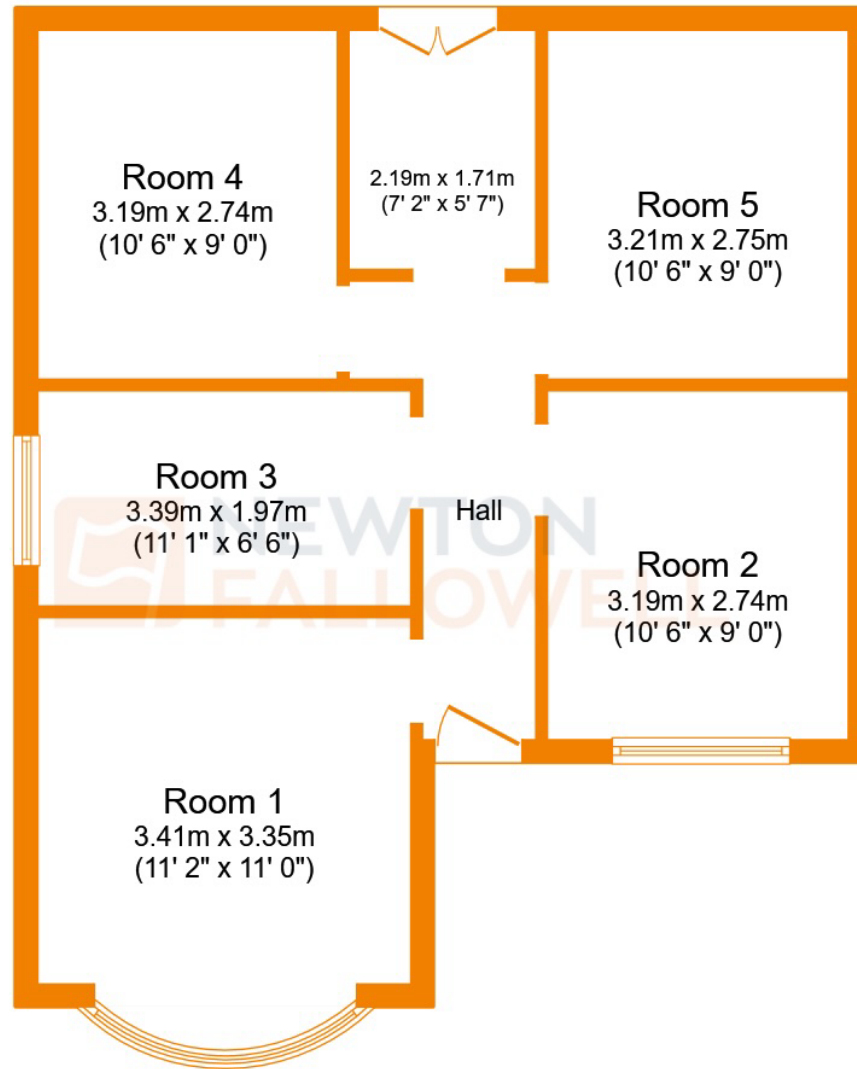 Room 4
3.19m x 2.74m
(10' 6" x 9' 0")
2.19m x 1.71m
(7' 2" x 5' 7")
Room 5
3.21m x 2.75m
(10' 6" x 9' 0")
Room 3
3.39m x 1.97m
(11' 1" x 6' 6")
Hall
NEWTON
FALLOWELL
Room 2
3.19m x 2.74m
(10' 6" x 9' 0")
Room 1
3.41m x 3.35m
(11' 2" x 11' 0")